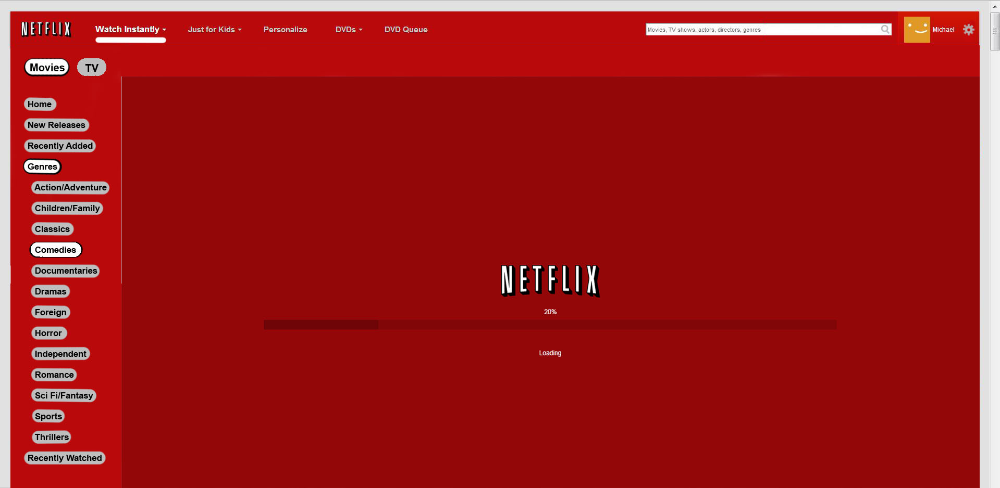 NETFLIX
Watch Instantly
Just for Kids
Personalize
DVDs
DVD Queue
Movies, TV shows, actors, directors, genres
Michael
Movies
TV
Home
New Releases
Recently Added
Genres
Action/Adventure
Children/Family
Classics
Comedies
Documentaries
Dramas
Foreign
Horror
Independent
Romance
Sci Fi/Fantasy
Sports
Thrillers
Recently Watched
NETFLIX
20%
Loading